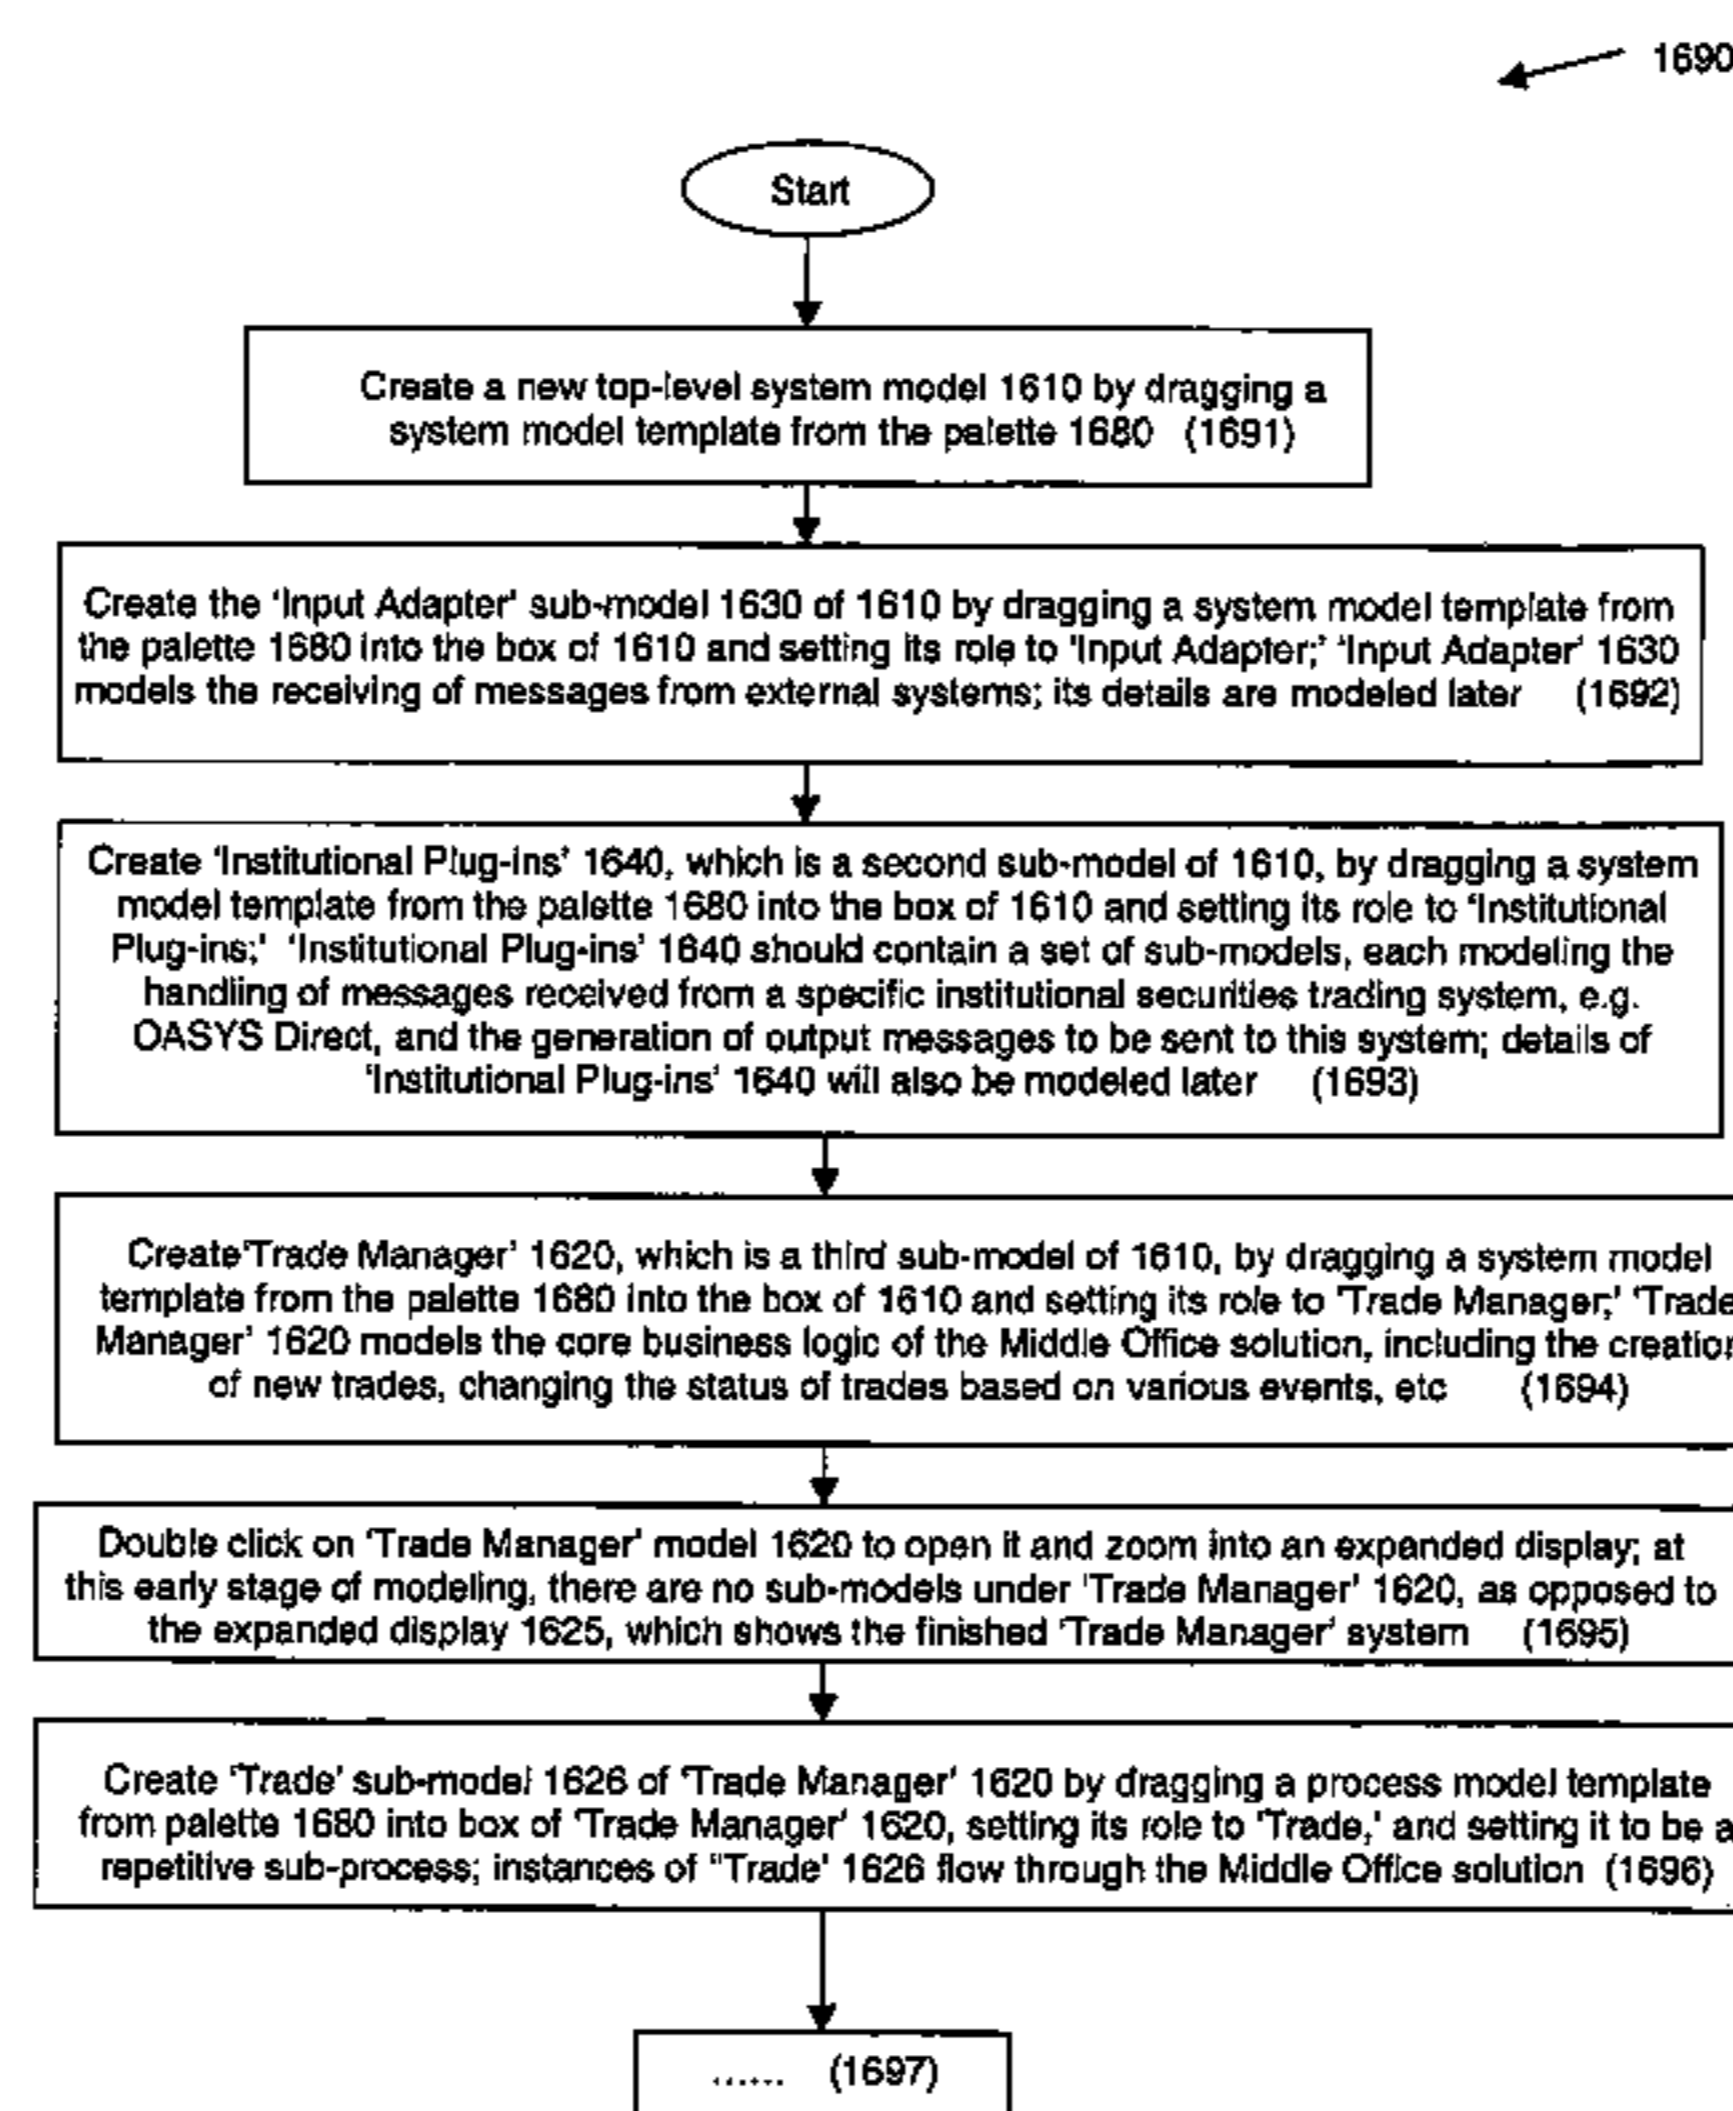 1690
Start
Create a new top-level system model 1610 by dragging a
system model template from the palette 1680 (1691)
Create the 'Input Adapter' sub-model 1630 of 1610 by dragging a system model template from
the palette 1680 into the box of 1610 and setting its role to 'Input Adapter;' 'Input Adapter' 1630
models the receiving of messages from external systems; its details are modeled later (1692)
Create 'Institutional Plug-ins' 1640, which is a second sub-model of 1610, by dragging a system
model template from the palette 1680 into the box of 1610 and setting its role to 'Institutional
Plug-ins;' 'Institutional Plug-ins' 1640 should contain a set of sub-models, each modeling the
handling of messages received from a specific institutional securities trading system, e.g.
OASYS Direct, and the generation of output messages to be sent to this system; details of
'Institutional Plug-ins' 1640 will also be modeled later (1693)
Create'Trade Manager' 1620, which is a third sub-model of 1610, by dragging a system model
template from the palette 1680 into the box of 1610 and setting its role to 'Trade Manager;' 'Trade
Manager' 1620 models the core business logic of the Middle Office solution, including the creation
of new trades, changing the status of trades based on various events, etc (1694)
Double click on 'Trade Manager' model 1620 to open it and zoom into an expanded display; at
this early stage of modeling, there are no sub-models under 'Trade Manager' 1620, as opposed to
the expanded display 1625, which shows the finished 'Trade Manager' system (1695)
Create 'Trade' sub-model 1626 of 'Trade Manager' 1620 by dragging a process model template
from palette 1680 into box of 'Trade Manager' 1620, setting its role to 'Trade,' and setting it to be a
repetitive sub-process; instances of "Trade' 1626 flow through the Middle Office solution (1696)
...... (1697)